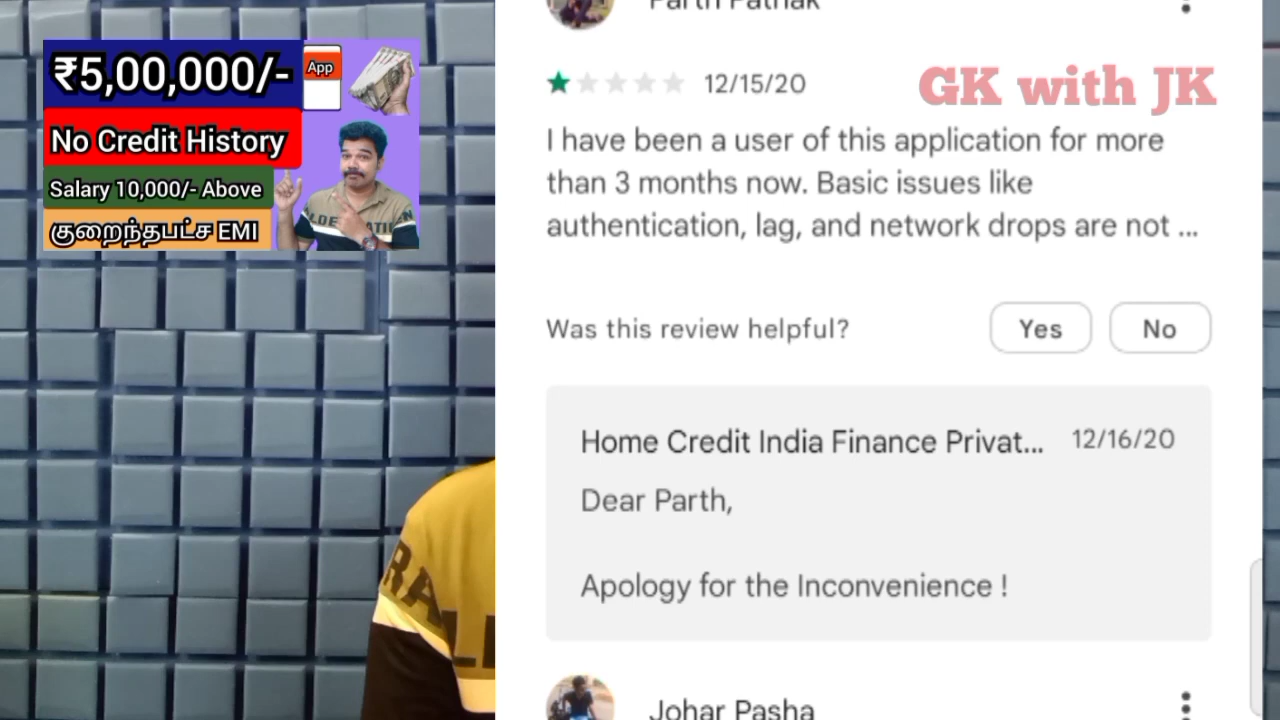 ₹5,00,000/-
App
No Credit History
Salary 10,000/- Above
குறைந்தபட்ச EMI
Parth Pathak
12/15/20
GK with JK
I have been a user of this application for more
than 3 months now. Basic issues like
authentication, lag, and network drops are not ...
Was this review helpful?
Yes
No
Home Credit India Finance Privat...
12/16/20
Dear Parth,
Apology for the Inconvenience !
Johar Pasha